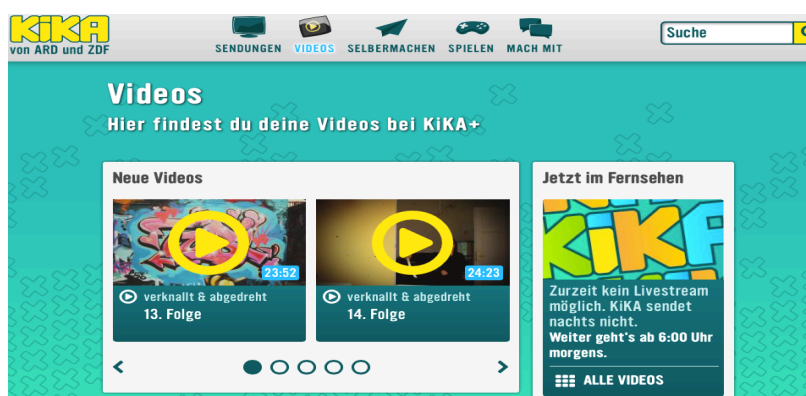 KiKA
von ARD und ZDF
SENDUNGEN VIDEOS SELBERMACHEN SPIELEN MACH MIT
Suche
Videos
Hier findest du deine Videos bei KiKA+
Neue Videos
23:52
verknallt & abgedreht
13. Folge
24:23
verknallt & abgedreht
14. Folge
Jetzt im Fernsehen
KiKA
Zurzeit kein Livestream
möglich. KiKA sendet
nachts nicht.
Weiter geht's ab 6:00 Uhr
morgens.
ALLE VIDEOS